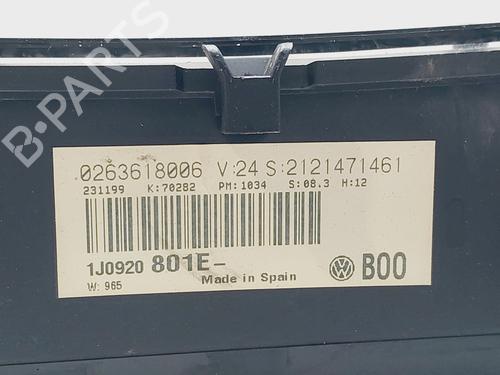 .0263618006 V:24 S:2121471461
231199 K:70282 PM:1034 S:08.3 H:12
1J0920 801E- Made in Spain B00
W: 965
B-PARTS